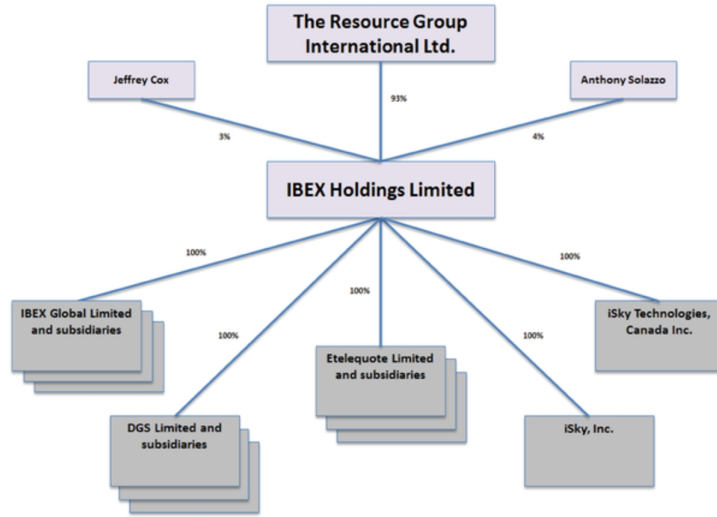 The Resource Group
International Ltd.
Jeffrey Cox
Anthony Solazzo
93%
3%
4%
IBEX Holdings Limited
100%
100%
100%
100%
100%
IBEX Global Limited
and subsidiaries
iSky Technologies,
Canada Inc.
Etelequote Limited
and subsidiaries
DGS Limited and
subsidiaries
iSky, Inc.